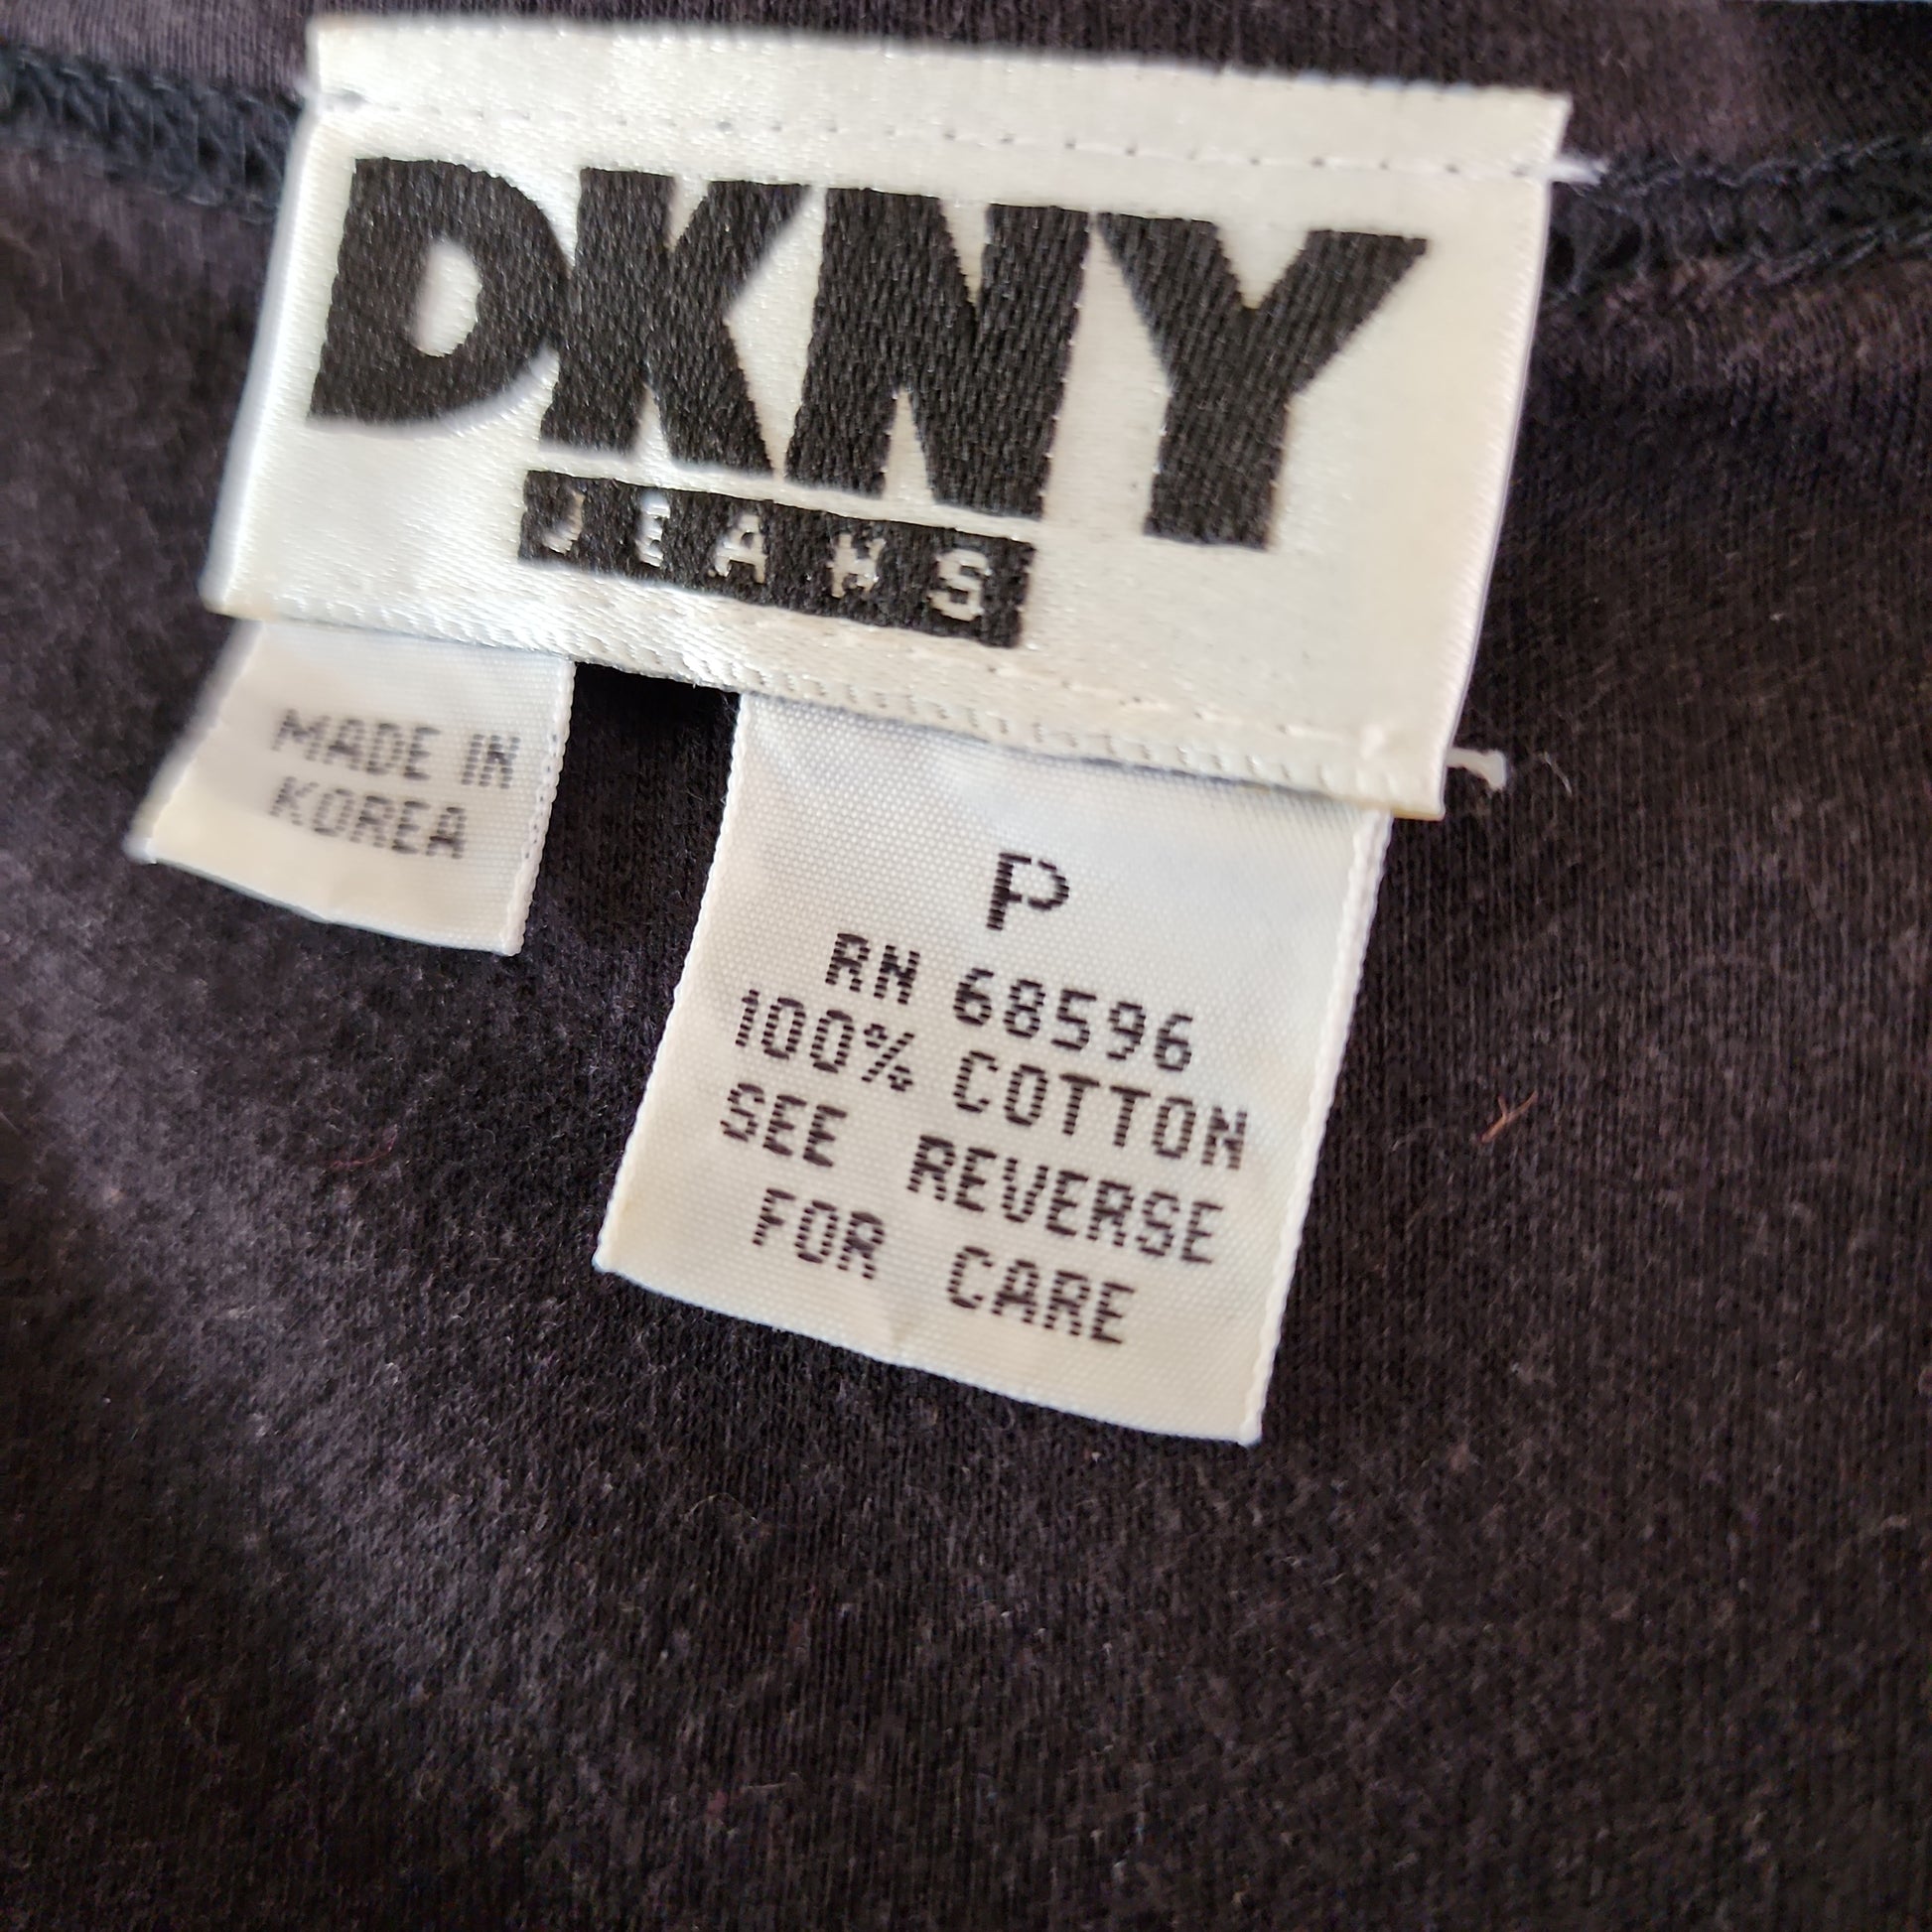 DKNY
JEANS
MADE IN
KOREA
P
RN 68596
100% COTTON
SEE REVERSE
FOR CARE